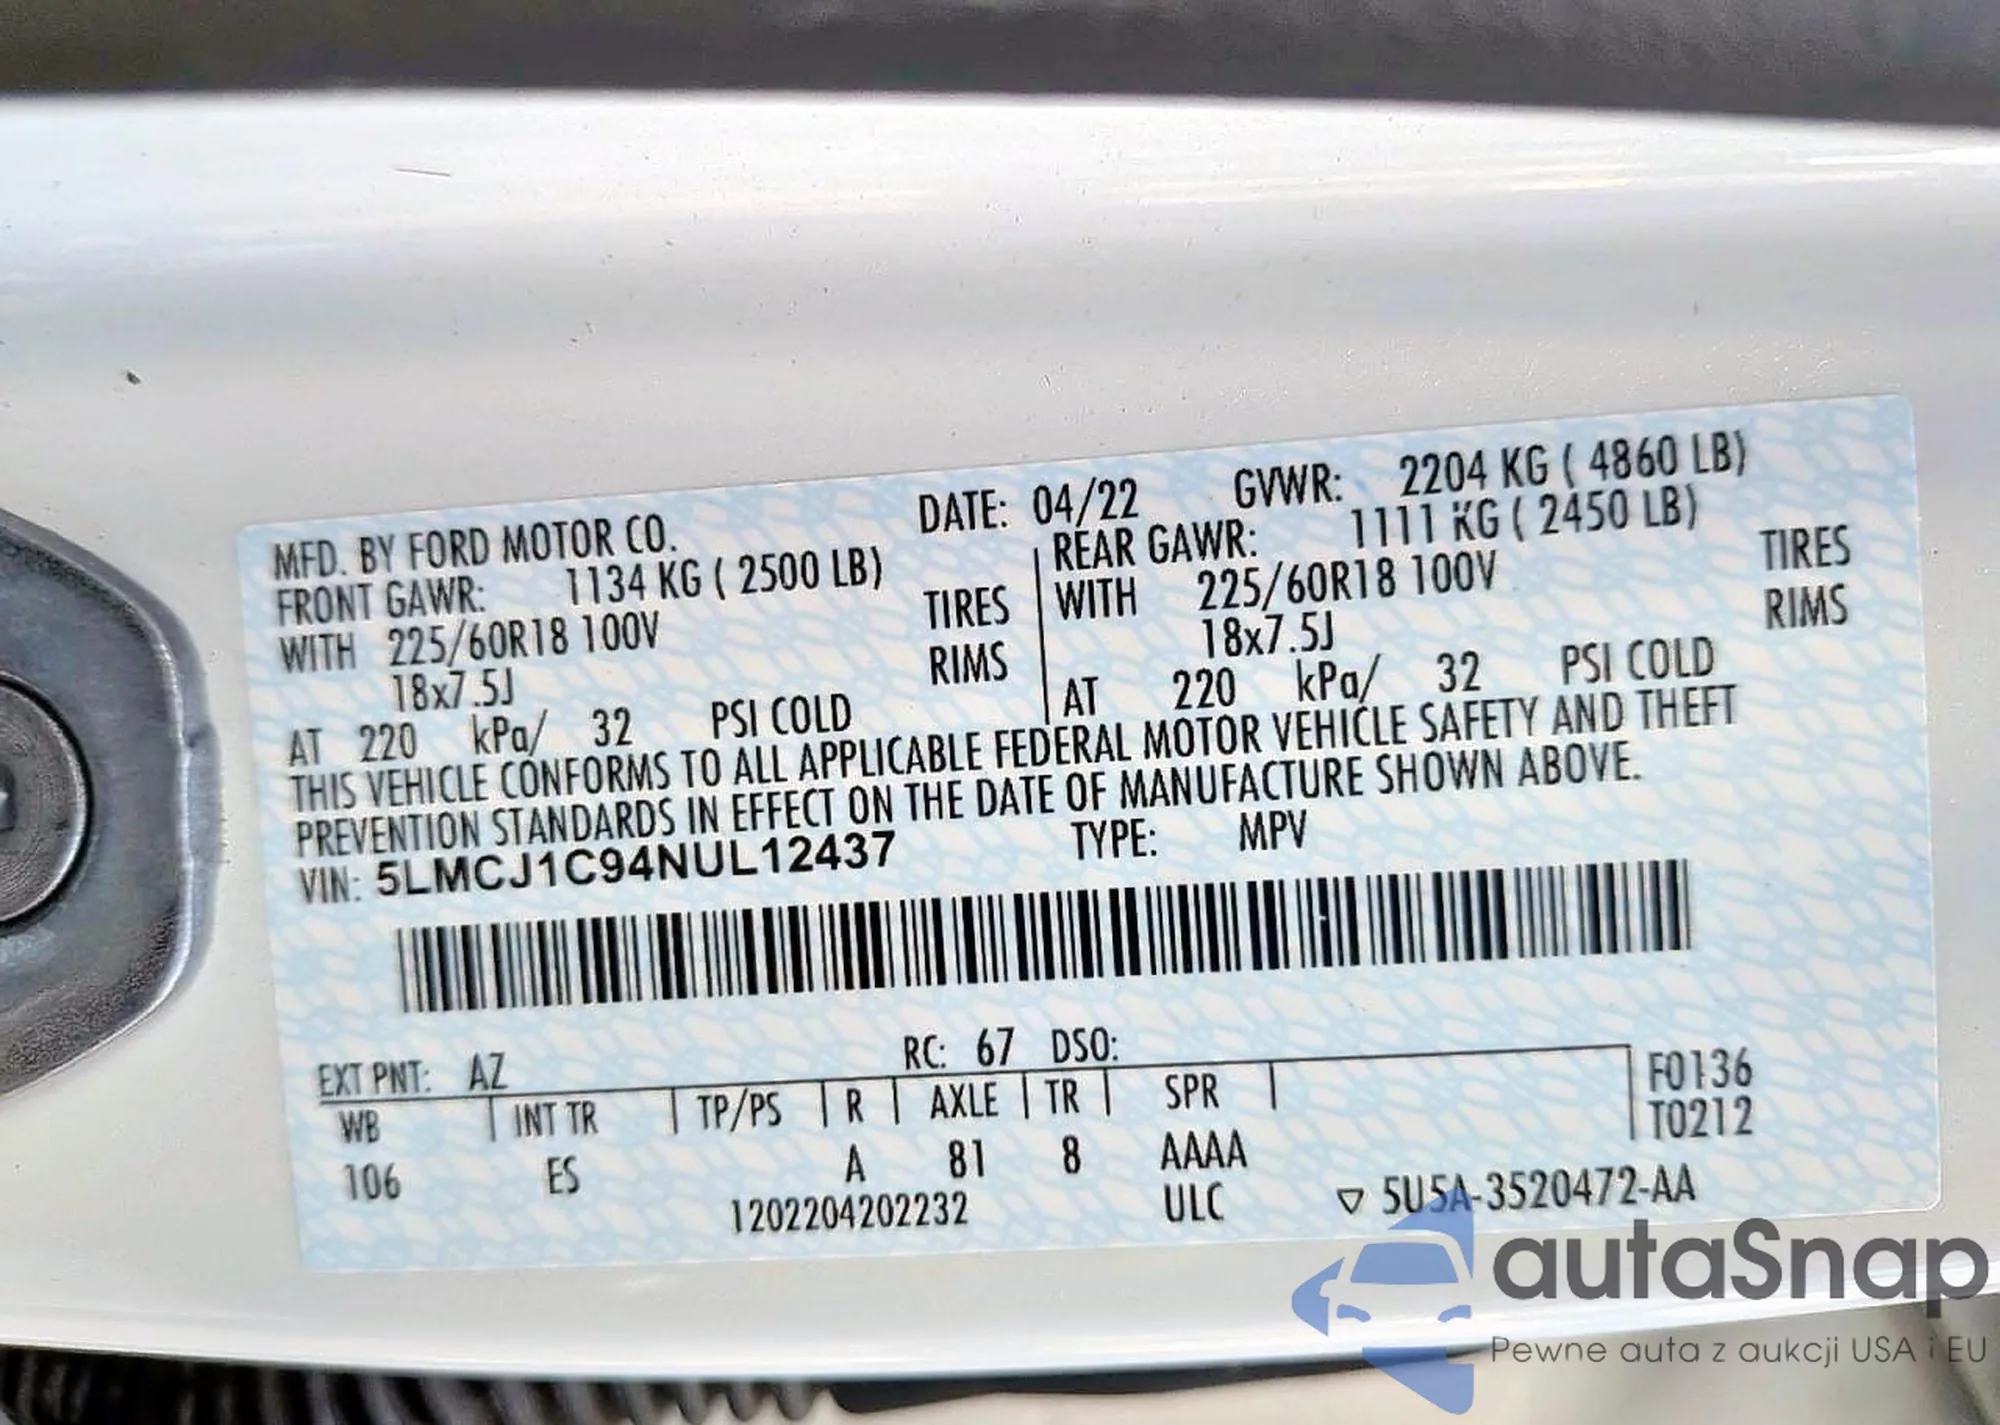 MFD. BY FORD MOTOR CO. DATE: 04/22 GVWR: 2204 KG ( 4860 LB)
FRONT GAWR: 1134 KG ( 2500 LB) REAR GAWR: 1111 KG ( 2450 LB)
WITH 225/60R18 100V TIRES WITH 225/60R18 100V TIRES
18x7.5J RIMS 18x7.5J RIMS
AT 220 kPa/ 32 PSI COLD AT 220 kPa/ 32 PSI COLD
THIS VEHICLE CONFORMS TO ALL APPLICABLE FEDERAL MOTOR VEHICLE SAFETY AND THEFT
PREVENTION STANDARDS IN EFFECT ON THE DATE OF MANUFACTURE SHOWN ABOVE.
VIN: 5LMCJ1C94NUL12437 TYPE: MPV
EXT PNT: AZ RC: 67 DSO:
WB INT TR TP/PS R AXLE TR SPR F0136
T0212
106 ES A 81 8 AAAA
1202204202232 ULC ▽ 5U5A-3520472-AA
autaSnap
Pewne auta z aukcji USA i EU